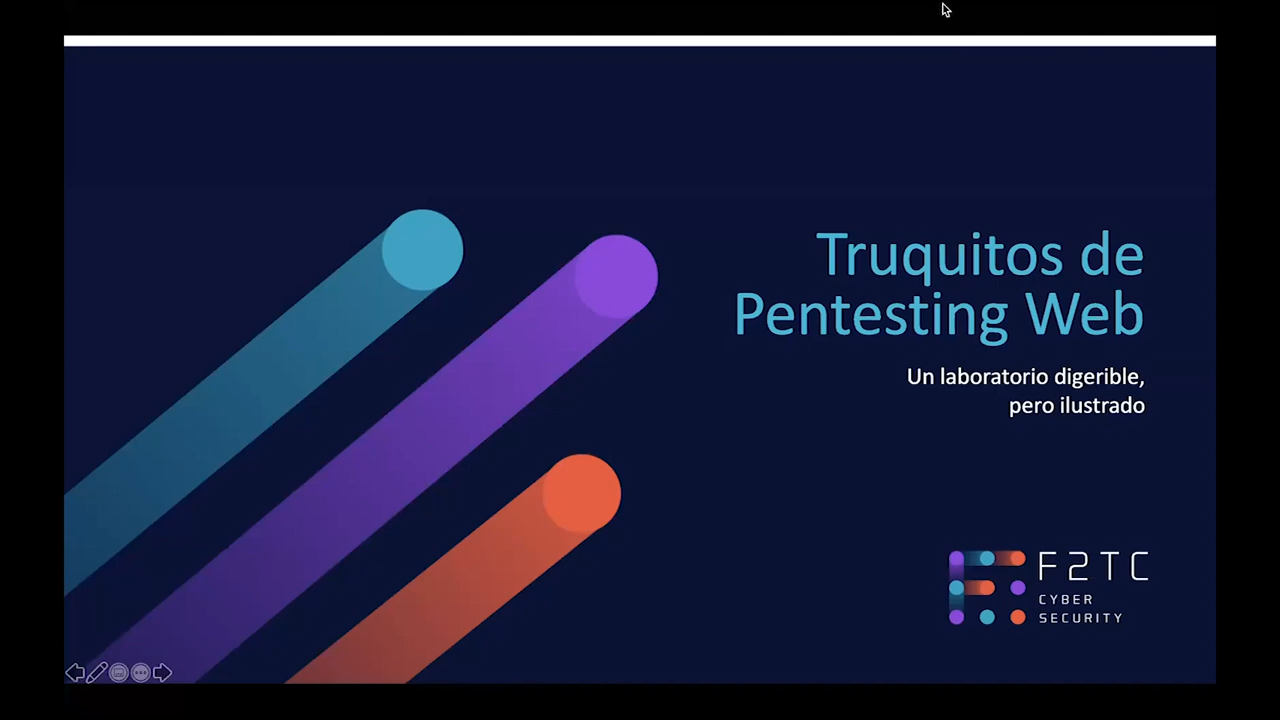 Truquitos de
Pentesting Web
Un laboratorio digerible,
pero ilustrado
F2TC
CYBER
SECURITY